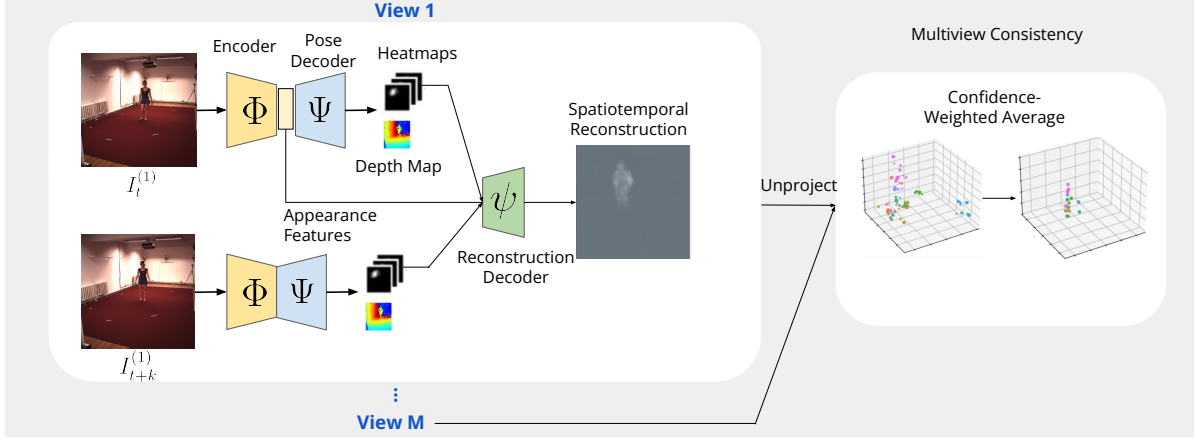 View 1
Encoder
Pose
Decoder
Heatmaps
Φ
Ψ
Depth Map
I_t^{(1)}
Appearance
Features
ψ
Reconstruction
Decoder
Spatiotemporal
Reconstruction
Φ
Ψ
I_{t+k}^{(1)}
⋮
View M
Unproject
Multiview Consistency
Confidence-
Weighted Average